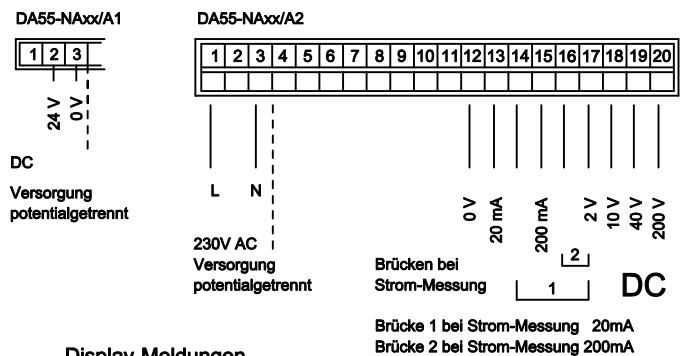 DA55-NAxx/A1
1 2 3
24 V
0 V
DC
Versorgung
potentialgetrennt
DA55-NAxx/A2
1 2 3 4 5 6 7 8 9 10 11 12 13 14 15 16 17 18 19 20
L N
230V AC
Versorgung
potentialgetrennt
0 V
20 mA
200 mA
2 V
10 V
40 V
200 V
Brücken bei
Strom-Messung
2
1
DC
Brücke 1 bei Strom-Messung 20mA
Brücke 2 bei Strom-Messung 200mA
Display-Meldungen